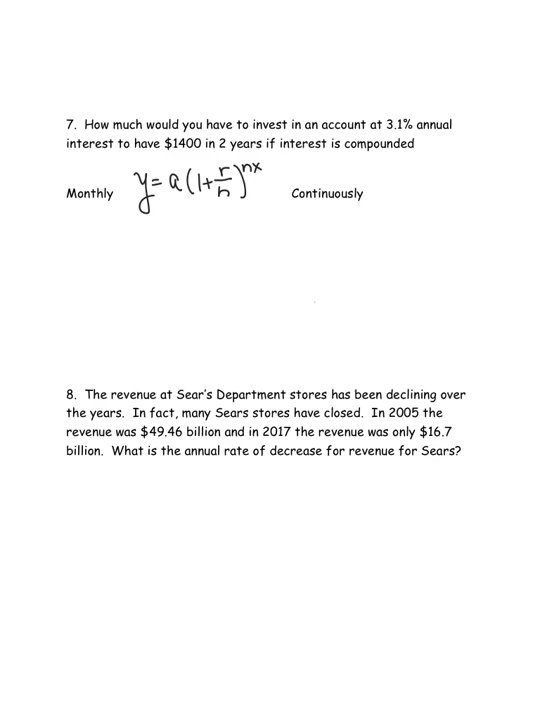 7. How much would you have to invest in an account at 3.1% annual
interest to have $1400 in 2 years if interest is compounded
Monthly y = a(1+r/n)^nx Continuously
8. The revenue at Sear's Department stores has been declining over
the years. In fact, many Sears stores have closed. In 2005 the
revenue was $49.46 billion and in 2017 the revenue was only $16.7
billion. What is the annual rate of decrease for revenue for Sears?